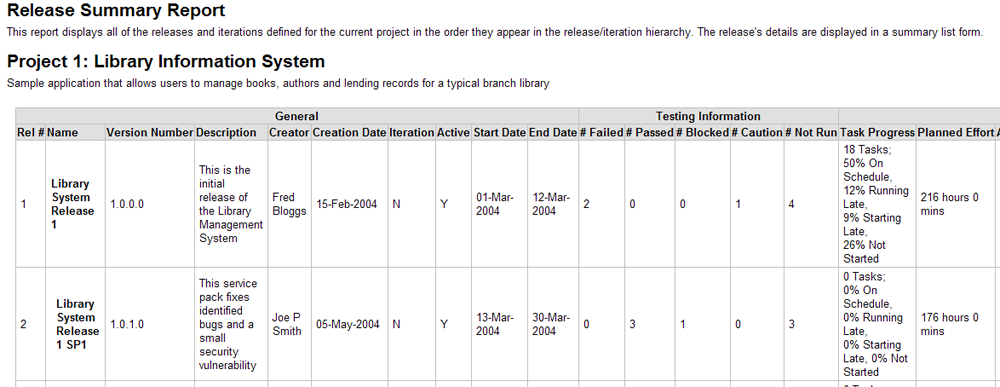 Release Summary Report
This report displays all of the releases and iterations defined for the current project in the order they appear in the release/iteration hierarchy. The release's details are displayed in a summary list form.
Project 1: Library Information System
Sample application that allows users to manage books, authors and lending records for a typical branch library
General Testing Information
Rel # Name Version Number Description Creator Creation Date Iteration Active Start Date End Date # Failed # Passed # Blocked # Caution # Not Run Task Progress Planned Effort
1
Library
System
Release
1
1.0.0.0
This is the
initial
release of
the Library
Management
System
Fred
Bloggs
15-Feb-2004
N
Y
01-Mar-
2004
12-Mar-
2004
2
0
0
1
4
18 Tasks;
50% On
Schedule,
12% Running
Late,
9% Starting
Late,
26% Not
Started
216 hours 0
mins
2
Library
System
Release
1 SP1
1.0.1.0
This service
pack fixes
identified
bugs and a
small
security
vulnerability
Joe P
Smith
05-May-2004
N
Y
13-Mar-
2004
30-Mar-
2004
0
3
1
0
3
0 Tasks;
0% On
Schedule,
0% Running
Late,
0% Starting
Late, 0% Not
Started
176 hours 0
mins